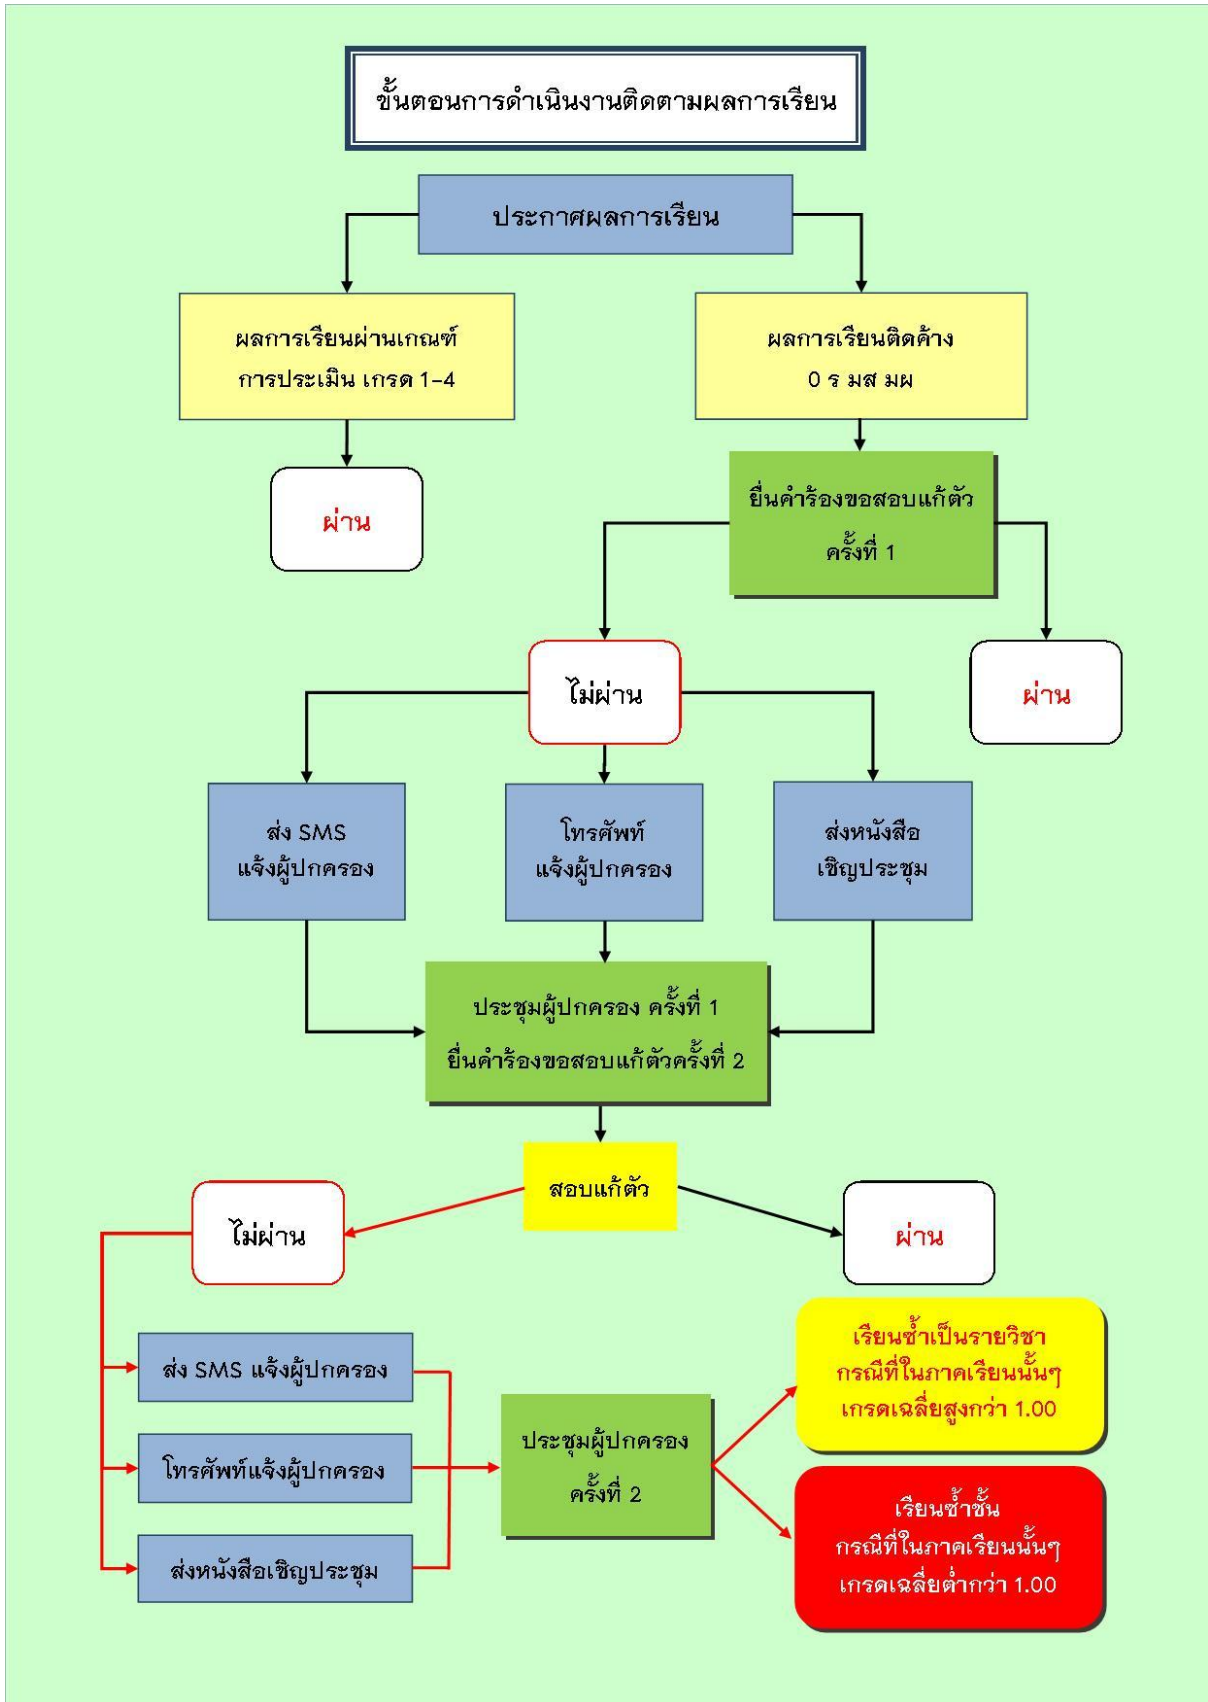 ขั้นตอนการดำเนินงานติดตามผลการเรียน
ประกาศผลการเรียน
ผลการเรียนผ่านเกณฑ์
การประเมิน เกรด 1-4
ผลการเรียนติดค้าง
0 ร มส มผ
ผ่าน
ยื่นคำร้องขอสอบแก้ตัว
ครั้งที่ 1
ไม่ผ่าน
ผ่าน
ส่ง SMS
แจ้งผู้ปกครอง
โทรศัพท์
แจ้งผู้ปกครอง
ส่งหนังสือ
เชิญประชุม
ประชุมผู้ปกครอง ครั้งที่ 1
ยื่นคำร้องขอสอบแก้ตัวครั้งที่ 2
สอบแก้ตัว
ไม่ผ่าน
ผ่าน
ส่ง SMS แจ้งผู้ปกครอง
โทรศัพท์แจ้งผู้ปกครอง
ส่งหนังสือเชิญประชุม
ประชุมผู้ปกครอง
ครั้งที่ 2
เรียนซ้ำเป็นรายวิชา
กรณีที่ในภาคเรียนนั้นๆ
เกรดเฉลี่ยสูงกว่า 1.00
เรียนซ้ำชั้น
กรณีที่ในภาคเรียนนั้นๆ
เกรดเฉลี่ยต่ำกว่า 1.00